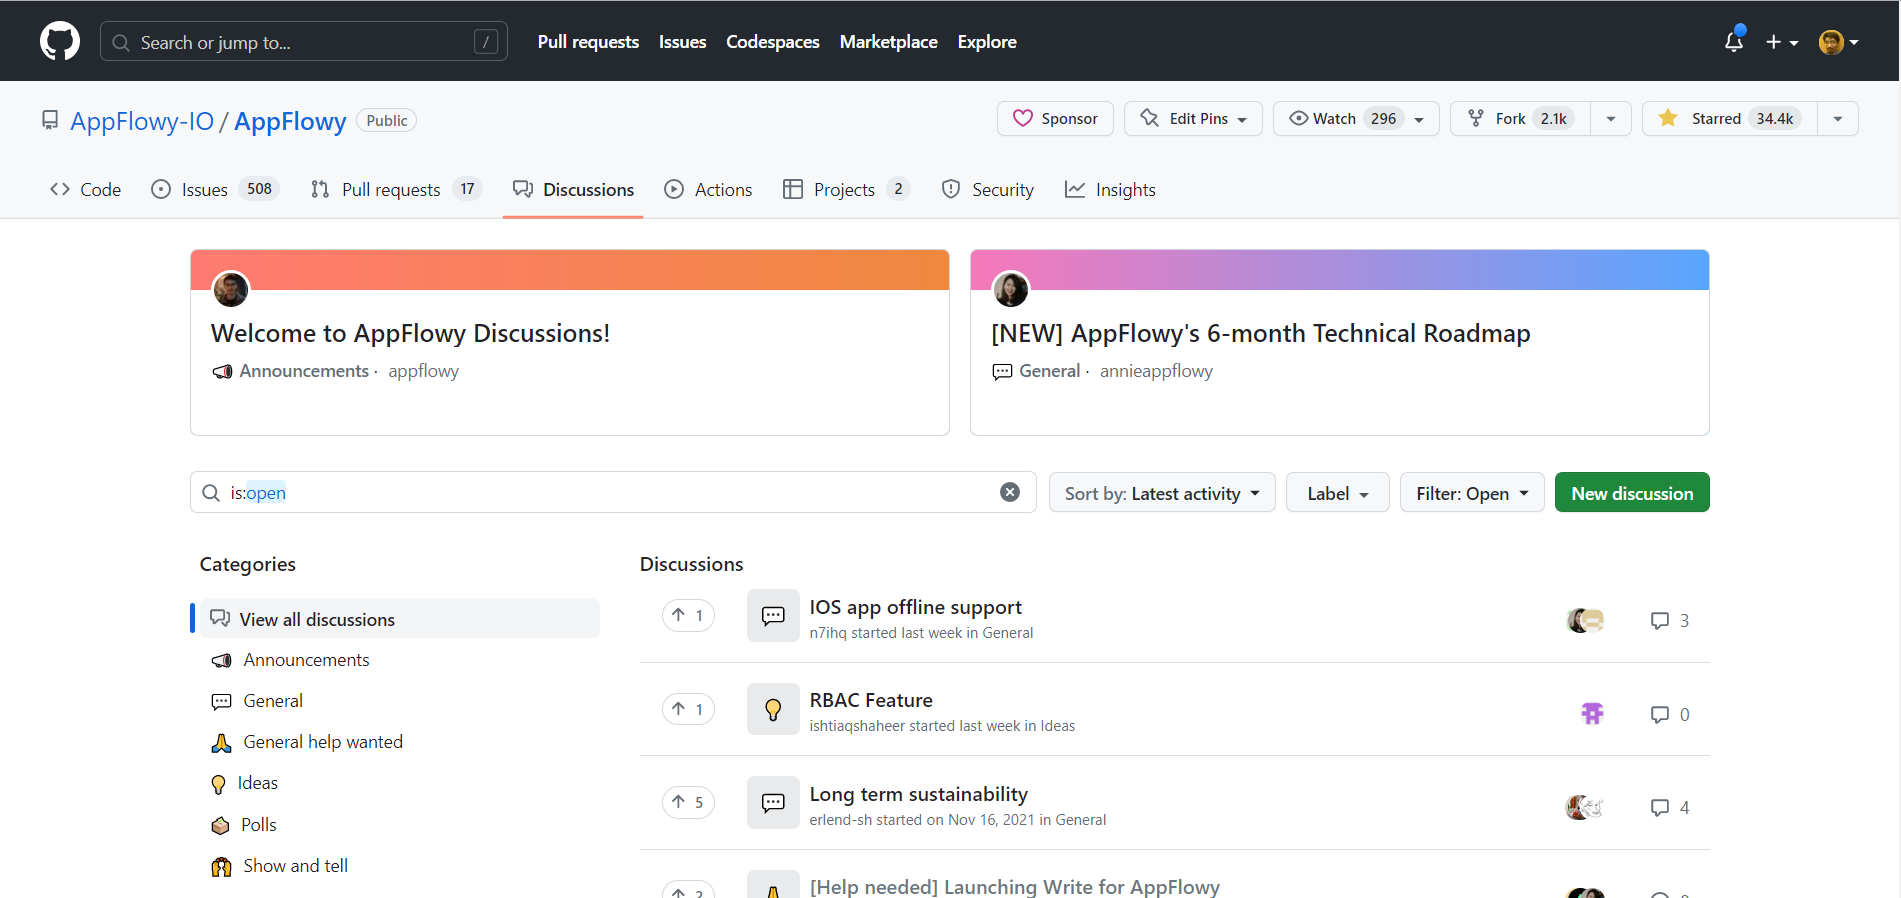 Search or jump to... /
Pull requests Issues Codespaces Marketplace Explore
AppFlowy-IO / AppFlowy Public
Sponsor Edit Pins Watch 296 Fork 2.1k Starred 34.4k
Code Issues 508 Pull requests 17 Discussions Actions Projects 2 Security Insights
Welcome to AppFlowy Discussions!
Announcements · appflowy
[NEW] AppFlowy's 6-month Technical Roadmap
General · annieappflowy
is:open
Sort by: Latest activity Label Filter: Open New discussion
Categories
View all discussions
Announcements
General
General help wanted
Ideas
Polls
Show and tell
Discussions
1 IOS app offline support 3
n7ihq started last week in General
1 RBAC Feature 0
ishtiaqshaheer started last week in Ideas
5 Long term sustainability 4
erlend-sh started on Nov 16, 2021 in General
2 [Help needed] Launching Write for AppFlowy